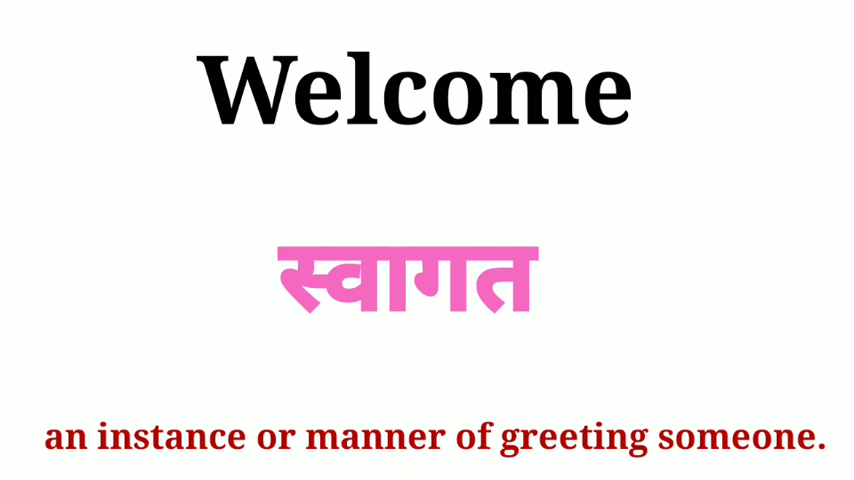 Welcome
स्वागत
an instance or manner of greeting someone.